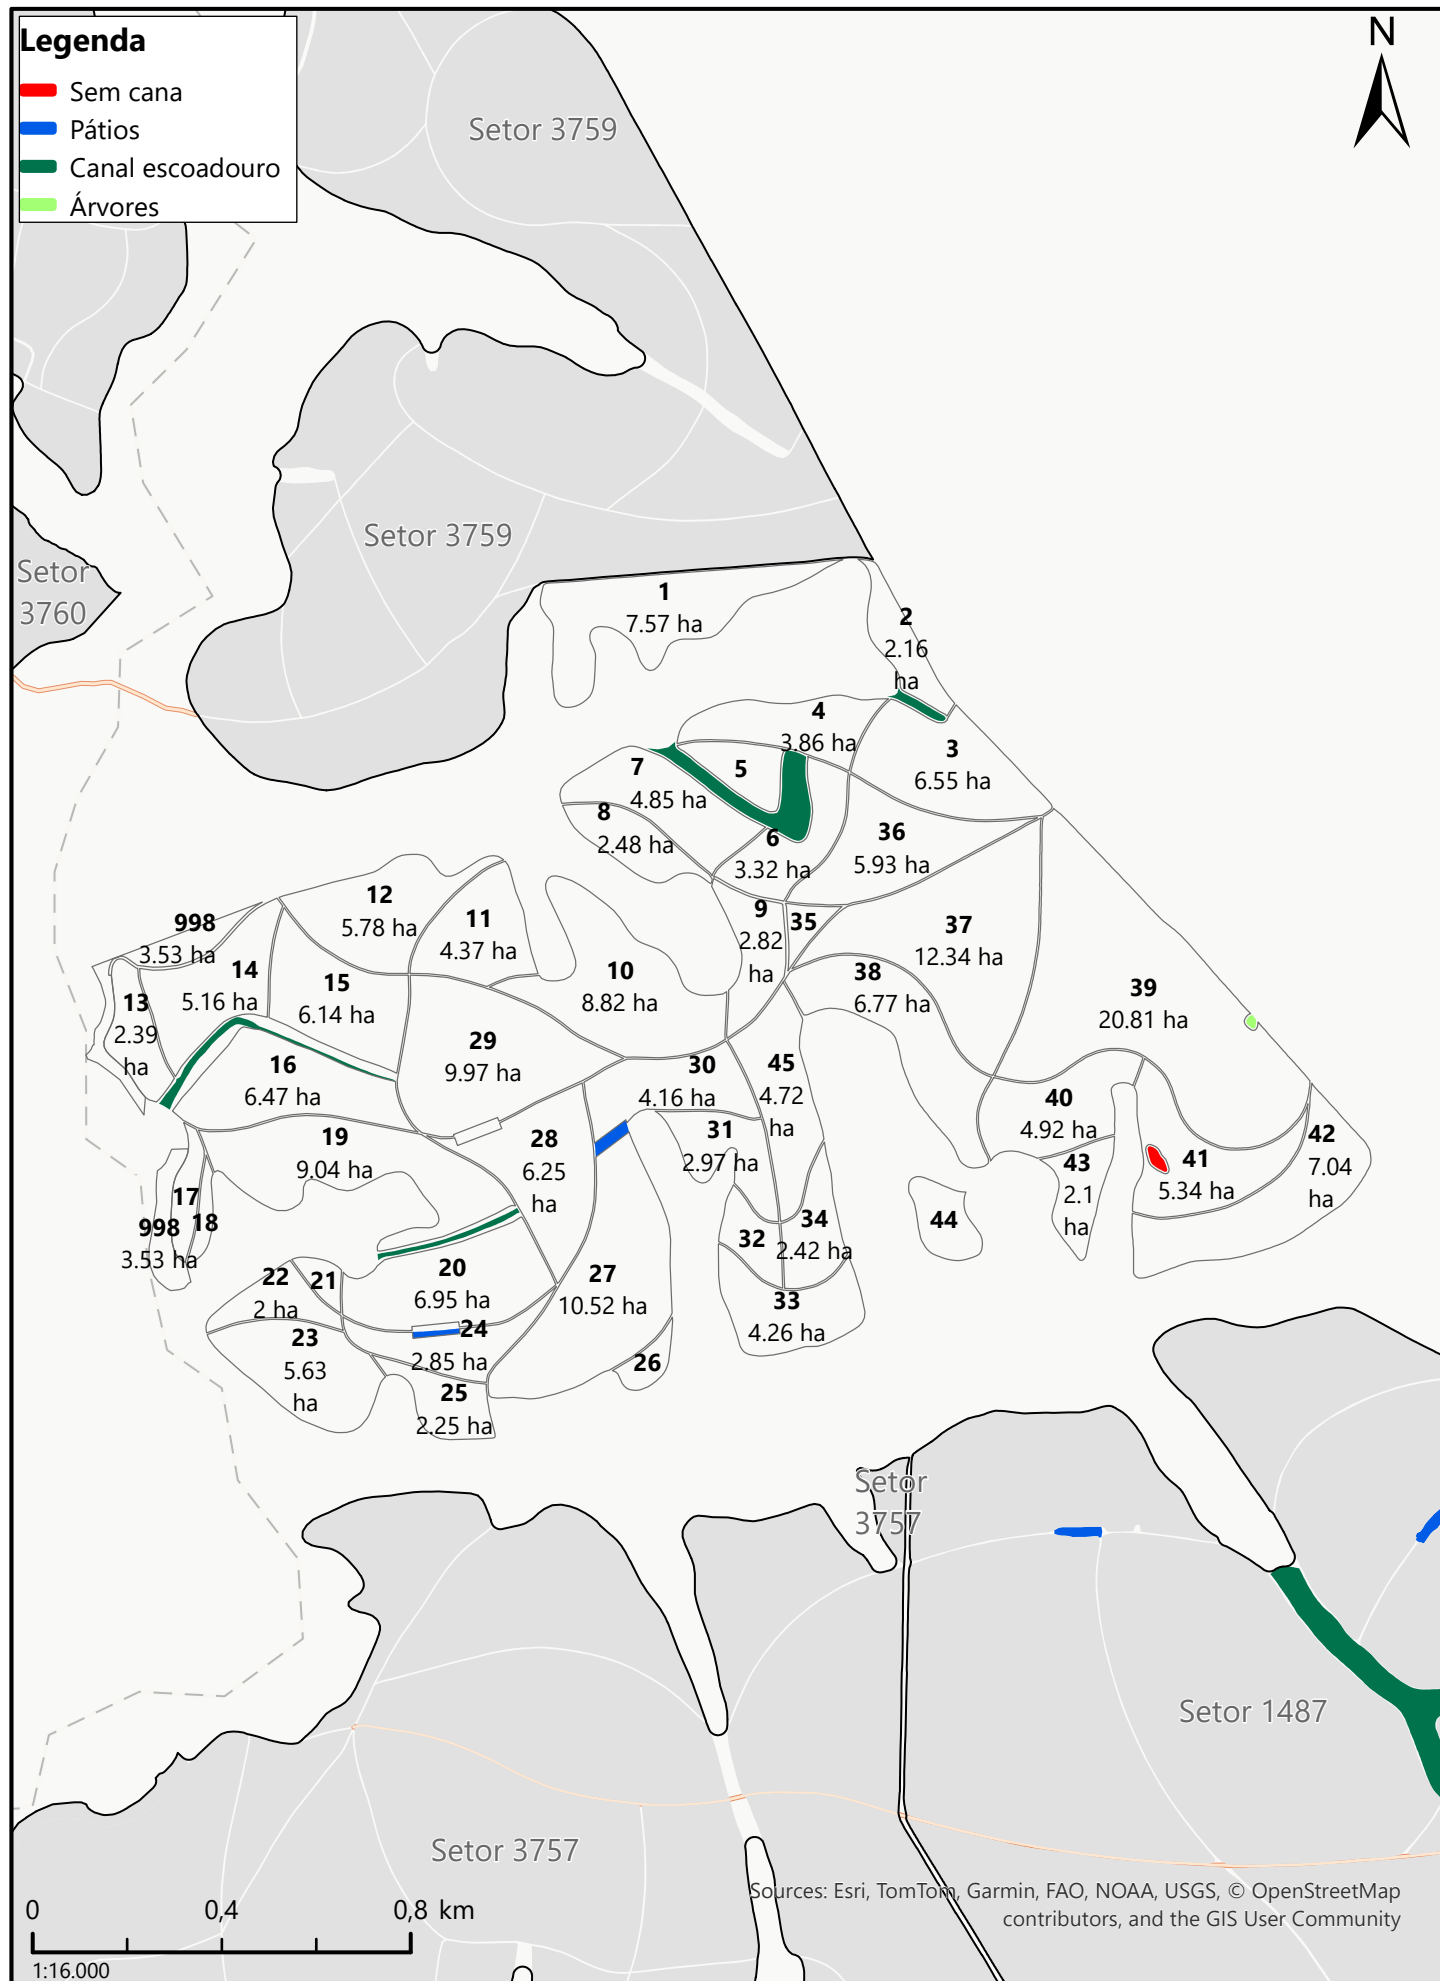 Legenda
Sem cana
Pátios
Canal escoadouro
Árvores
N
Setor 3759
Setor 3759
Setor
3760
1
7.57 ha
2
2.16
ha
4
3.86 ha
3
6.55 ha
5
7
4.85 ha
8
2.48 ha
6
3.32 ha
36
5.93 ha
12
5.78 ha
11
4.37 ha
9
2.82
ha
35
37
12.34 ha
998
3.53 ha
14
5.16 ha
15
6.14 ha
10
8.82 ha
38
6.77 ha
39
20.81 ha
13
2.39
ha
16
6.47 ha
29
9.97 ha
30
4.16 ha
45
4.72
ha
40
4.92 ha
19
9.04 ha
28
6.25
ha
31
2.97 ha
43
2.1
ha
41
5.34 ha
42
7.04
ha
17
18
998
3.53 ha
32
34
2.42 ha
44
22
2 ha
21
20
6.95 ha
27
10.52 ha
33
4.26 ha
23
5.63
ha
24
2.85 ha
26
25
2.25 ha
Setor
3757
Setor 1487
Setor 3757
Sources: Esri, TomTom, Garmin, FAO, NOAA, USGS, © OpenStreetMap
contributors, and the GIS User Community
0 0,4 0,8 km
1:16.000